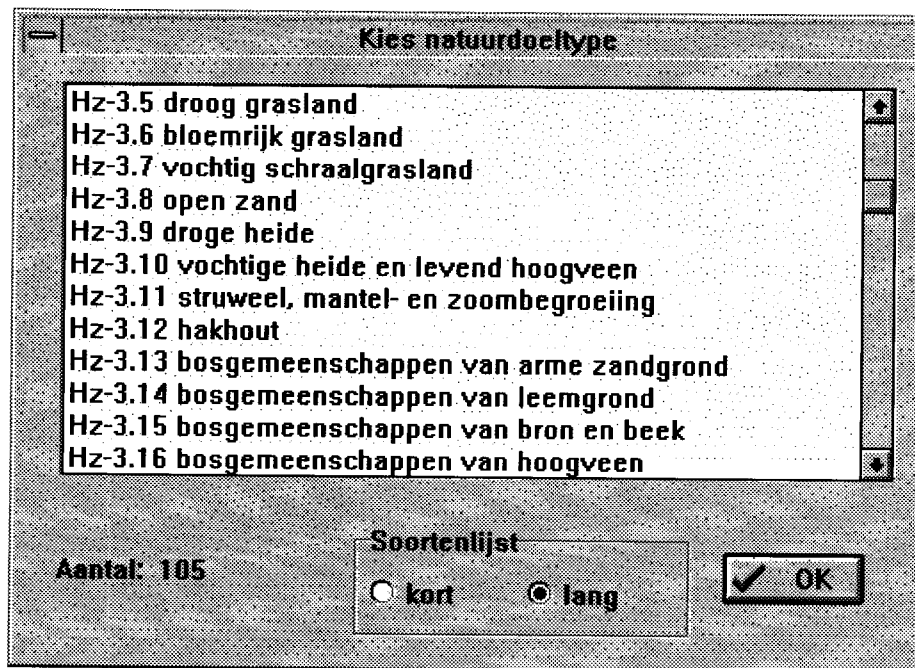 Kies natuurdoeltype
Hz-3.5 droog grasland
Hz-3.6 bloemrijk grasland
Hz-3.7 vochtig schraalgrasland
Hz-3.8 open zand
Hz-3.9 droge heide
Hz-3.10 vochtige heide en levend hoogveen
Hz-3.11 struweel, mantel- en zoombegroeiing
Hz-3.12 hakhout
Hz-3.13 bosgemeenschappen van arme zandgrond
Hz-3.14 bosgemeenschappen van leemgrond
Hz-3.15 bosgemeenschappen van bron en beek
Hz-3.16 bosgemeenschappen van hoogveen
Soortenlijst
Aantal: 105
kort lang
OK